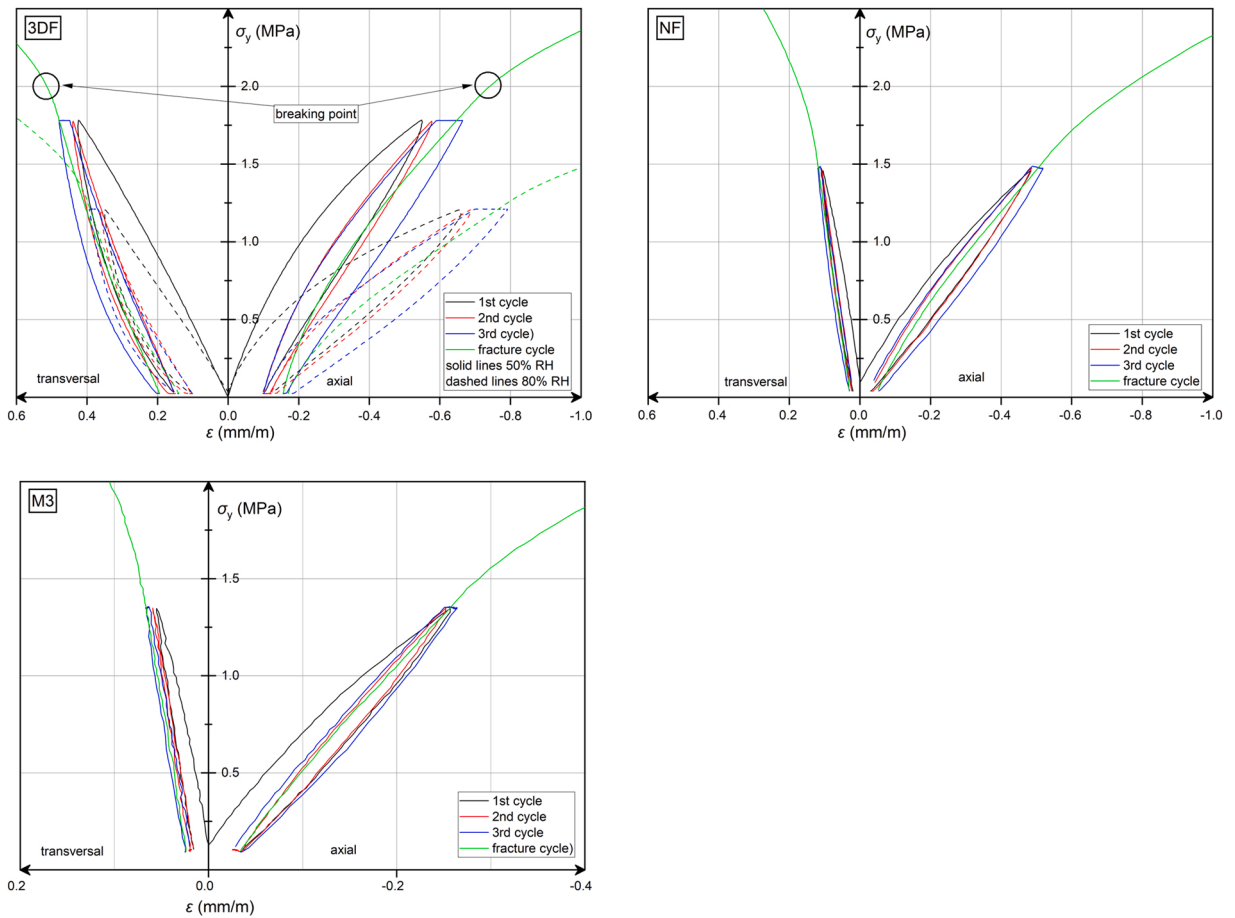 3DF
σy (MPa)
2.0
breaking point
1.5
1.0
0.5
1st cycle
2nd cycle
3rd cycle)
fracture cycle
solid lines 50% RH
dashed lines 80% RH
transversal
axial
0.6 0.4 0.2 0.0 -0.2 -0.4 -0.6 -0.8 -1.0
ε (mm/m)
NF
σy (MPa)
2.0
1.5
1.0
0.5
1st cycle
2nd cycle
3rd cycle
fracture cycle
transversal
axial
0.6 0.4 0.2 0.0 -0.2 -0.4 -0.6 -0.8 -1.0
ε (mm/m)
M3
σy (MPa)
1.5
1.0
0.5
1st cycle
2nd cycle
3rd cycle
fracture cycle)
transversal
axial
0.2 0.0 -0.2 -0.4
ε (mm/m)